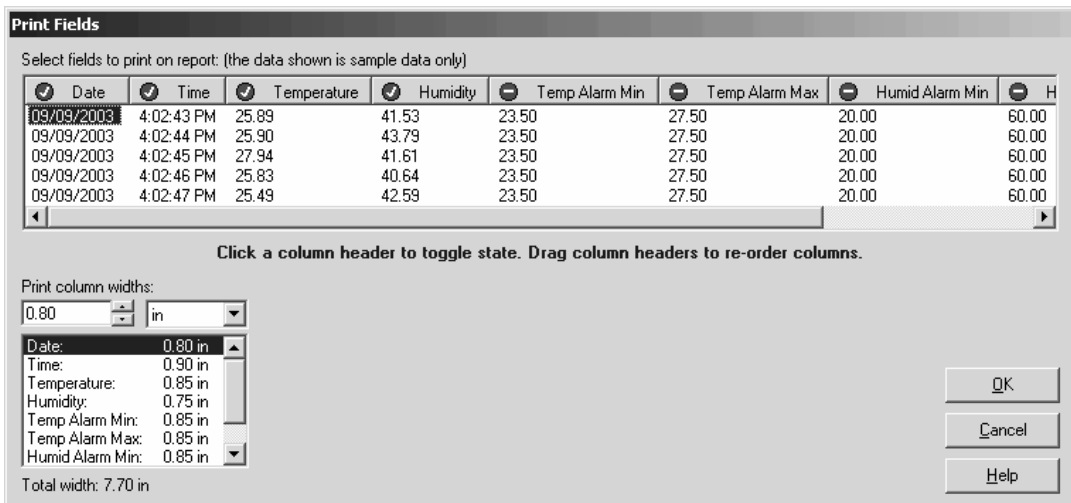 Print Fields
Select fields to print on report: (the data shown is sample data only)
Date Time Temperature Humidity Temp Alarm Min Temp Alarm Max Humid Alarm Min H
09/09/2003 4:02:43 PM 25.89 41.53 23.50 27.50 20.00 60.00
09/09/2003 4:02:44 PM 25.90 43.79 23.50 27.50 20.00 60.00
09/09/2003 4:02:45 PM 27.94 41.61 23.50 27.50 20.00 60.00
09/09/2003 4:02:46 PM 25.83 40.64 23.50 27.50 20.00 60.00
09/09/2003 4:02:47 PM 25.49 42.59 23.50 27.50 20.00 60.00
Click a column header to toggle state. Drag column headers to re-order columns.
Print column widths:
0.80 in
Date: 0.80 in
Time: 0.90 in
Temperature: 0.85 in
Humidity: 0.75 in
Temp Alarm Min: 0.85 in
Temp Alarm Max: 0.85 in
Humid Alarm Min: 0.85 in
Total width: 7.70 in
OK
Cancel
Help